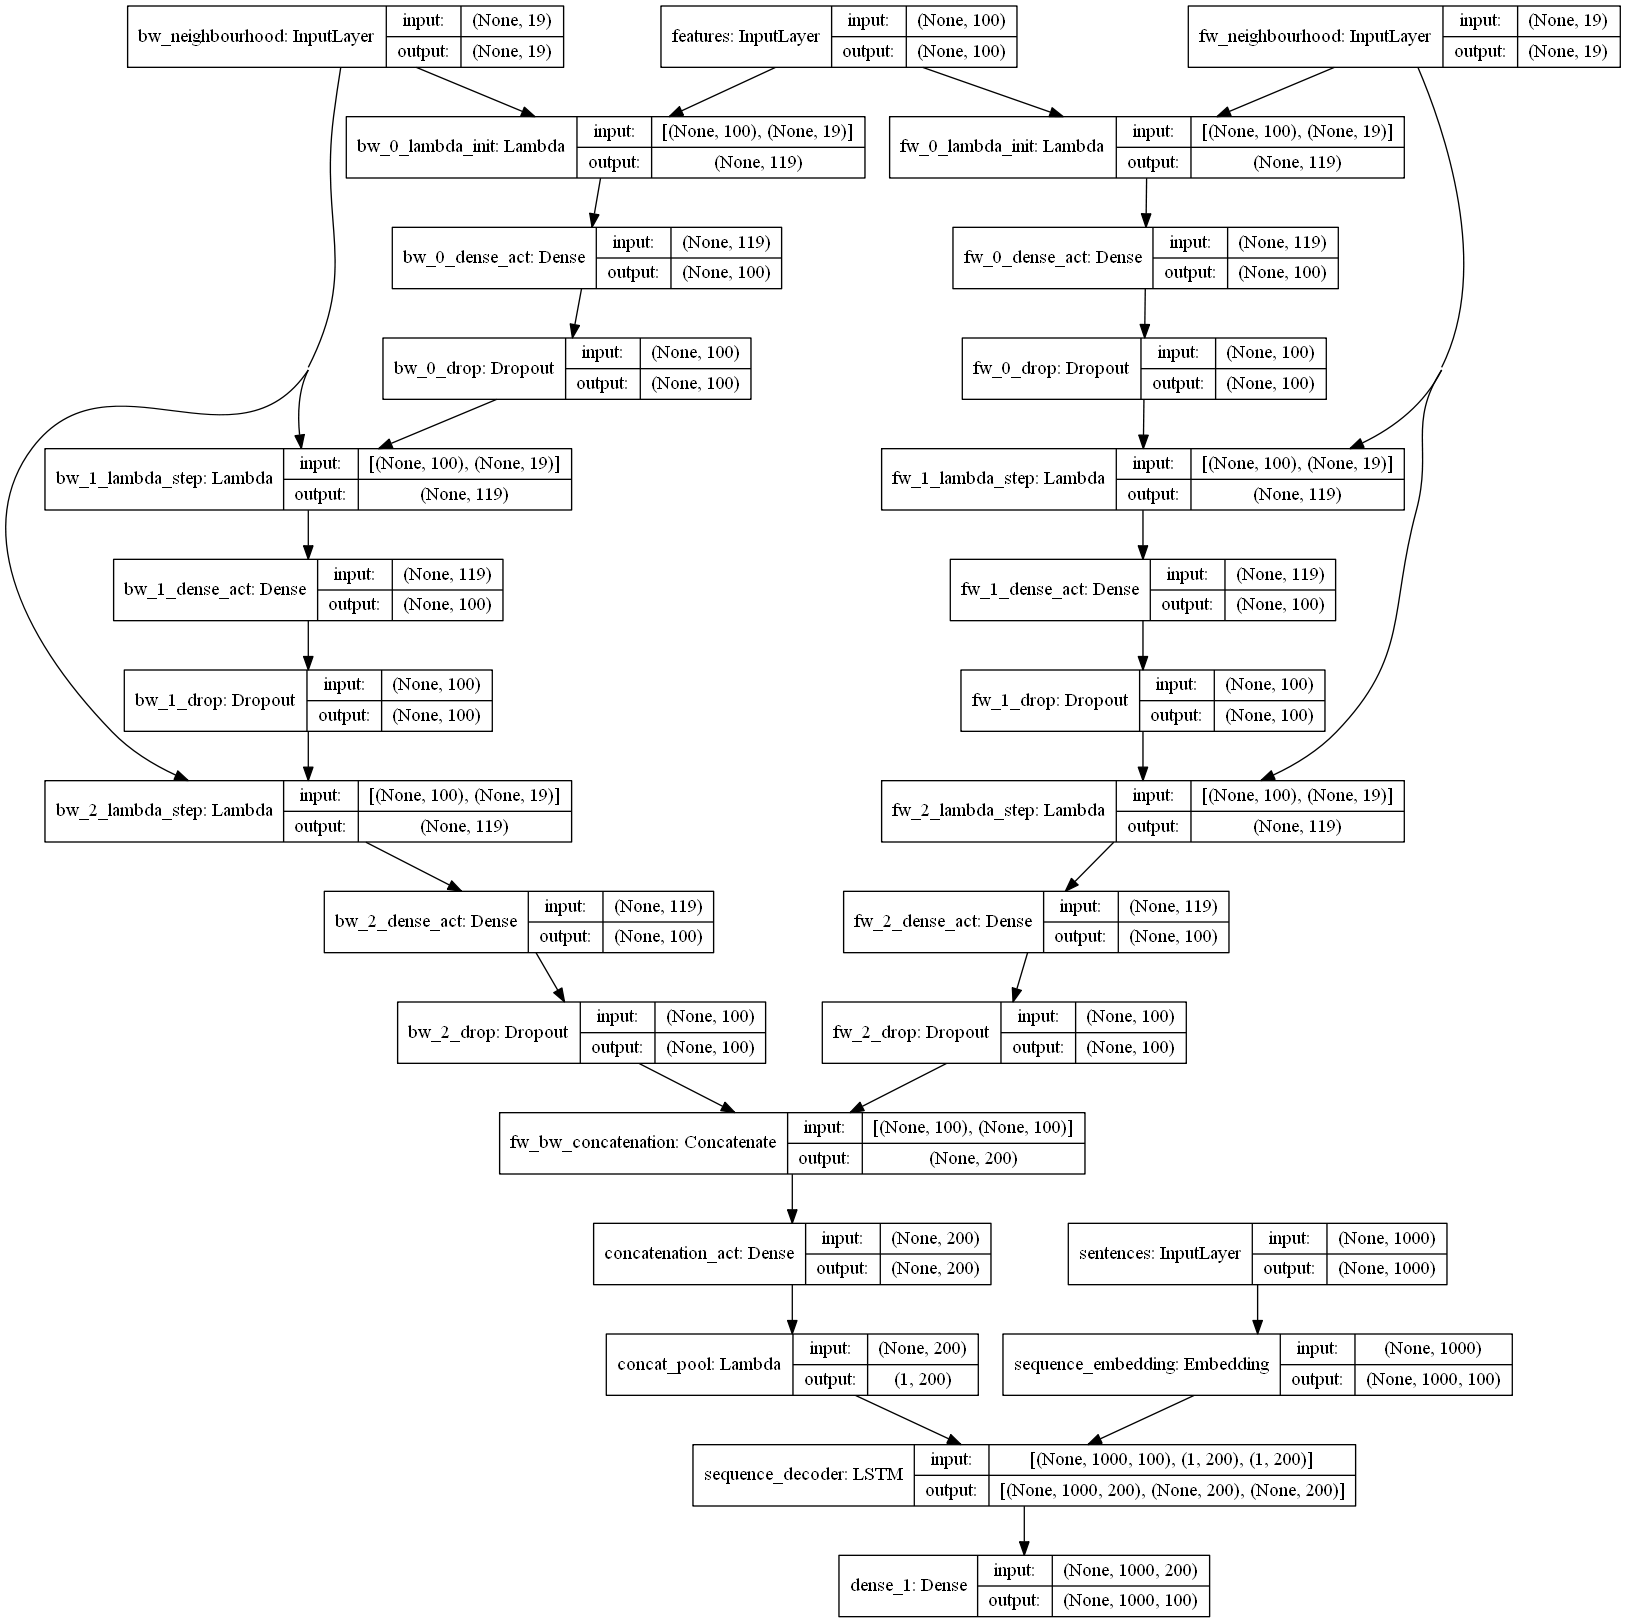 bw_neighbourhood: InputLayer input: (None, 19) output: (None, 19)
features: InputLayer input: (None, 100) output: (None, 100)
fw_neighbourhood: InputLayer input: (None, 19) output: (None, 19)
bw_0_lambda_init: Lambda input: [(None, 100), (None, 19)] output: (None, 119)
fw_0_lambda_init: Lambda input: [(None, 100), (None, 19)] output: (None, 119)
bw_0_dense_act: Dense input: (None, 119) output: (None, 100)
fw_0_dense_act: Dense input: (None, 119) output: (None, 100)
bw_0_drop: Dropout input: (None, 100) output: (None, 100)
fw_0_drop: Dropout input: (None, 100) output: (None, 100)
bw_1_lambda_step: Lambda input: [(None, 100), (None, 19)] output: (None, 119)
fw_1_lambda_step: Lambda input: [(None, 100), (None, 19)] output: (None, 119)
bw_1_dense_act: Dense input: (None, 119) output: (None, 100)
fw_1_dense_act: Dense input: (None, 119) output: (None, 100)
bw_1_drop: Dropout input: (None, 100) output: (None, 100)
fw_1_drop: Dropout input: (None, 100) output: (None, 100)
bw_2_lambda_step: Lambda input: [(None, 100), (None, 19)] output: (None, 119)
fw_2_lambda_step: Lambda input: [(None, 100), (None, 19)] output: (None, 119)
bw_2_dense_act: Dense input: (None, 119) output: (None, 100)
fw_2_dense_act: Dense input: (None, 119) output: (None, 100)
bw_2_drop: Dropout input: (None, 100) output: (None, 100)
fw_2_drop: Dropout input: (None, 100) output: (None, 100)
fw_bw_concatenation: Concatenate input: [(None, 100), (None, 100)] output: (None, 200)
concatenation_act: Dense input: (None, 200) output: (None, 200)
sentences: InputLayer input: (None, 1000) output: (None, 1000)
concat_pool: Lambda input: (None, 200) output: (1, 200)
sequence_embedding: Embedding input: (None, 1000) output: (None, 1000, 100)
sequence_decoder: LSTM input: [(None, 1000, 100), (1, 200), (1, 200)] output: [(None, 1000, 200), (None, 200), (None, 200)]
dense_1: Dense input: (None, 1000, 200) output: (None, 1000, 100)